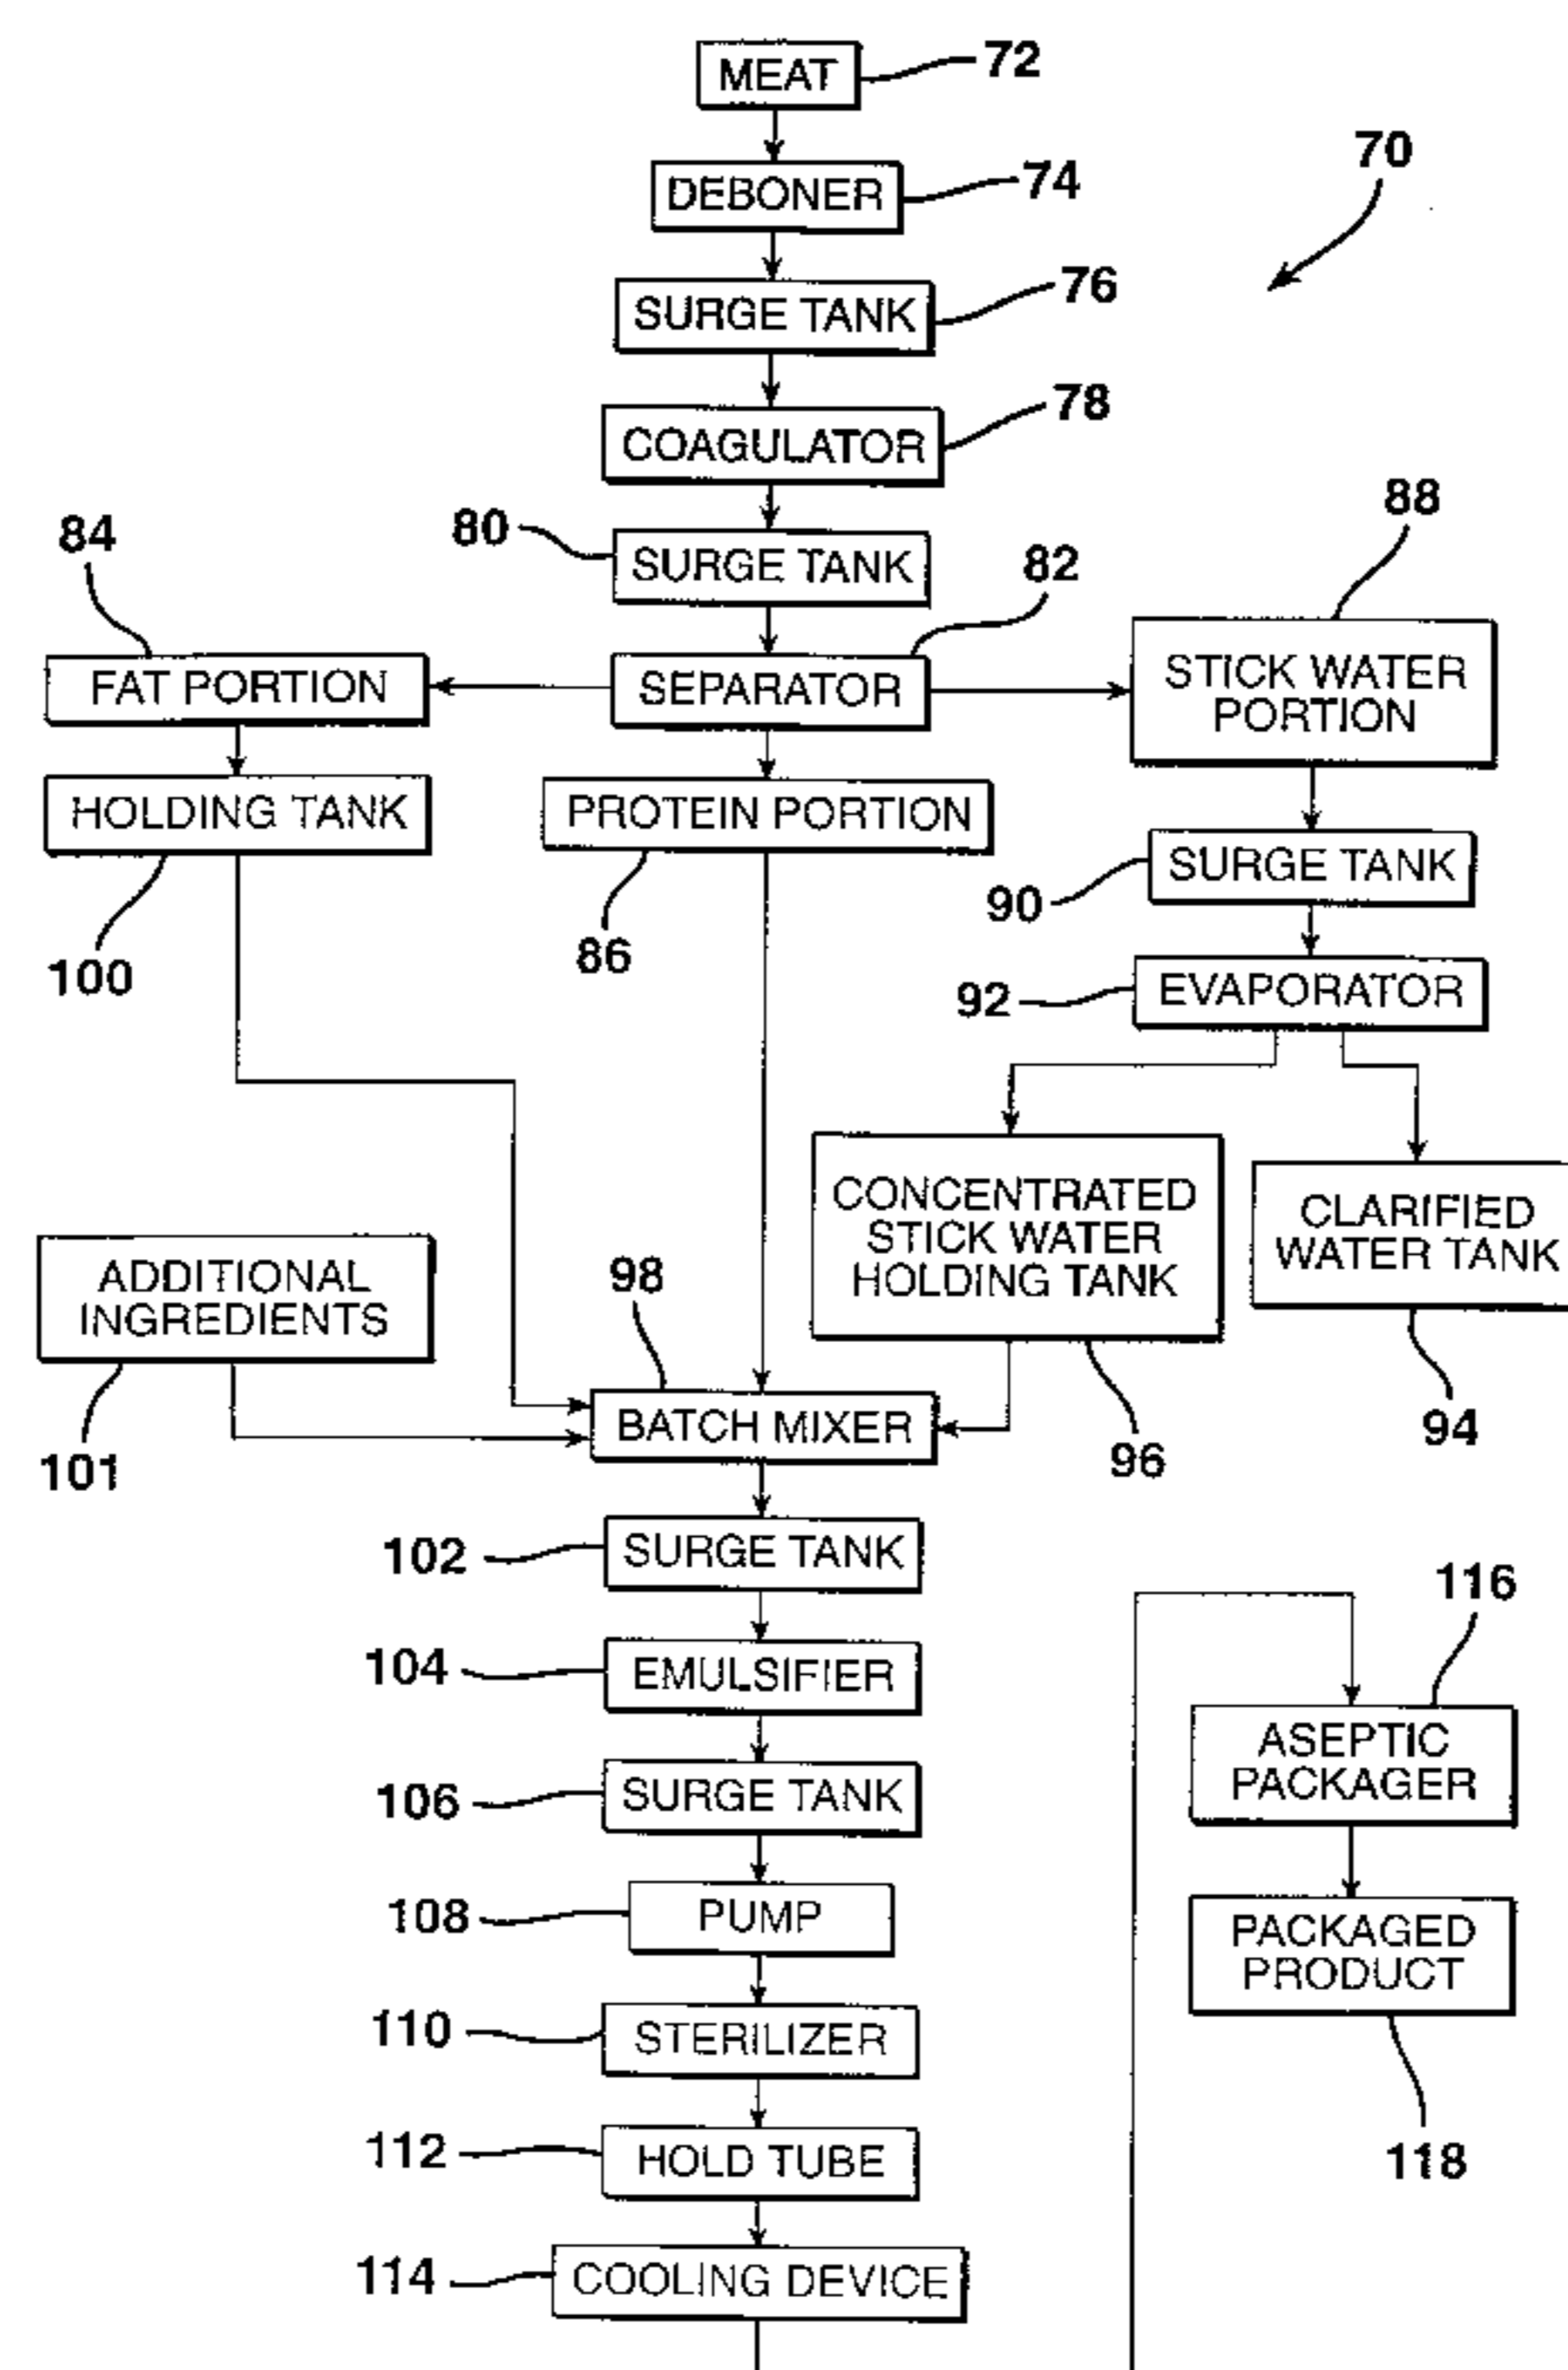 MEAT
72
DEBONER
74
70
SURGE TANK
76
COAGULATOR
78
80
SURGE TANK
82
84
88
FAT PORTION
SEPARATOR
STICK WATER
PORTION
HOLDING TANK
PROTEIN PORTION
100
86
90
SURGE TANK
92
EVAPORATOR
CONCENTRATED
STICK WATER
HOLDING TANK
CLARIFIED
WATER TANK
ADDITIONAL
INGREDIENTS
98
101
BATCH MIXER
96
94
102
SURGE TANK
104
EMULSIFIER
106
SURGE TANK
108
PUMP
110
STERILIZER
112
HOLD TUBE
114
COOLING DEVICE
116
ASEPTIC
PACKAGER
PACKAGED
PRODUCT
118